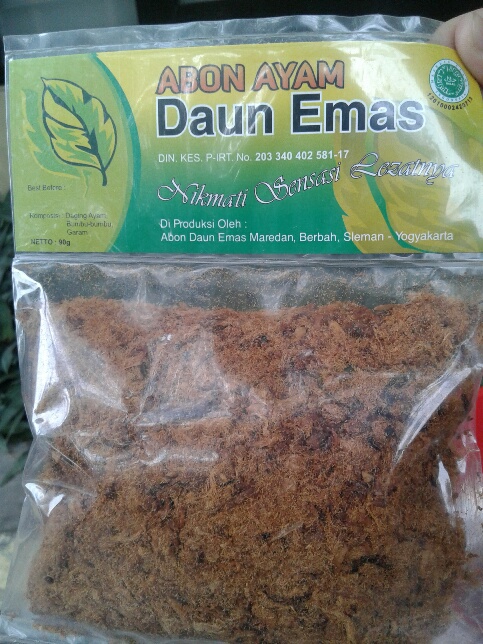 ABON AYAM
Daun Emas
DIN. KES. P-IRT. No. 203 340 402 581-17
Nikmati Sensasi Lezatnya
Best Before :
Komposisi : Daging Ayam,
Bumbu-bumbu,
Garam
NETTO : 90g
Di Produksi Oleh :
Abon Daun Emas Maredan, Berbah, Sleman - Yogyakarta